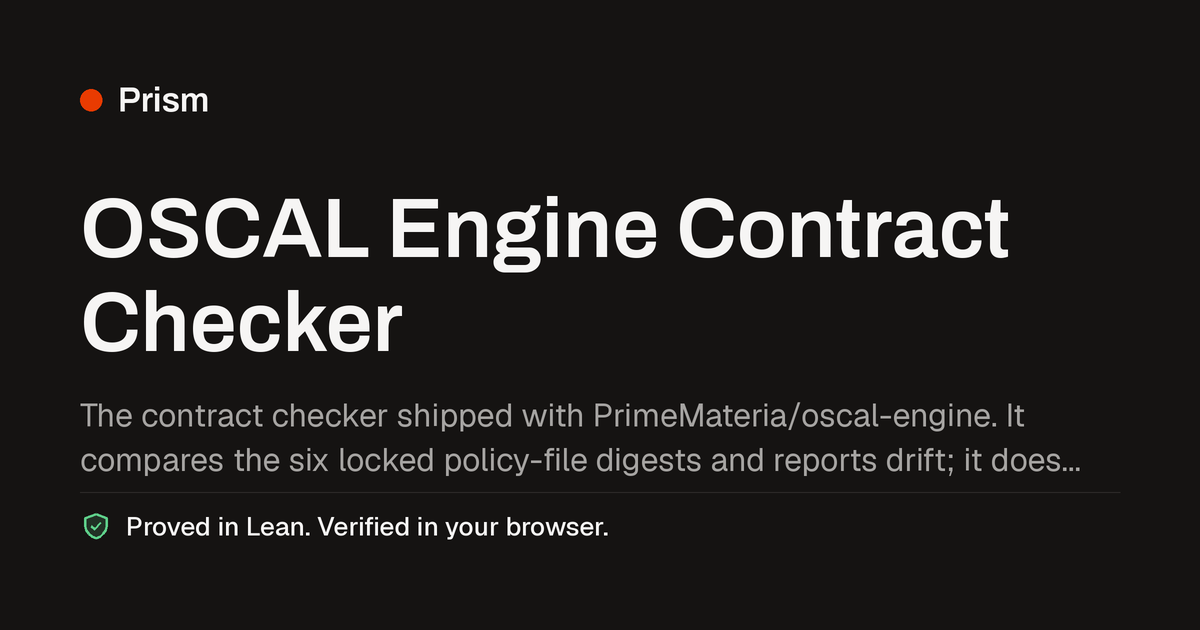 Prism
OSCAL Engine Contract
Checker
The contract checker shipped with PrimeMateria/oscal-engine. It
compares the six locked policy-file digests and reports drift; it does...
Proved in Lean. Verified in your browser.